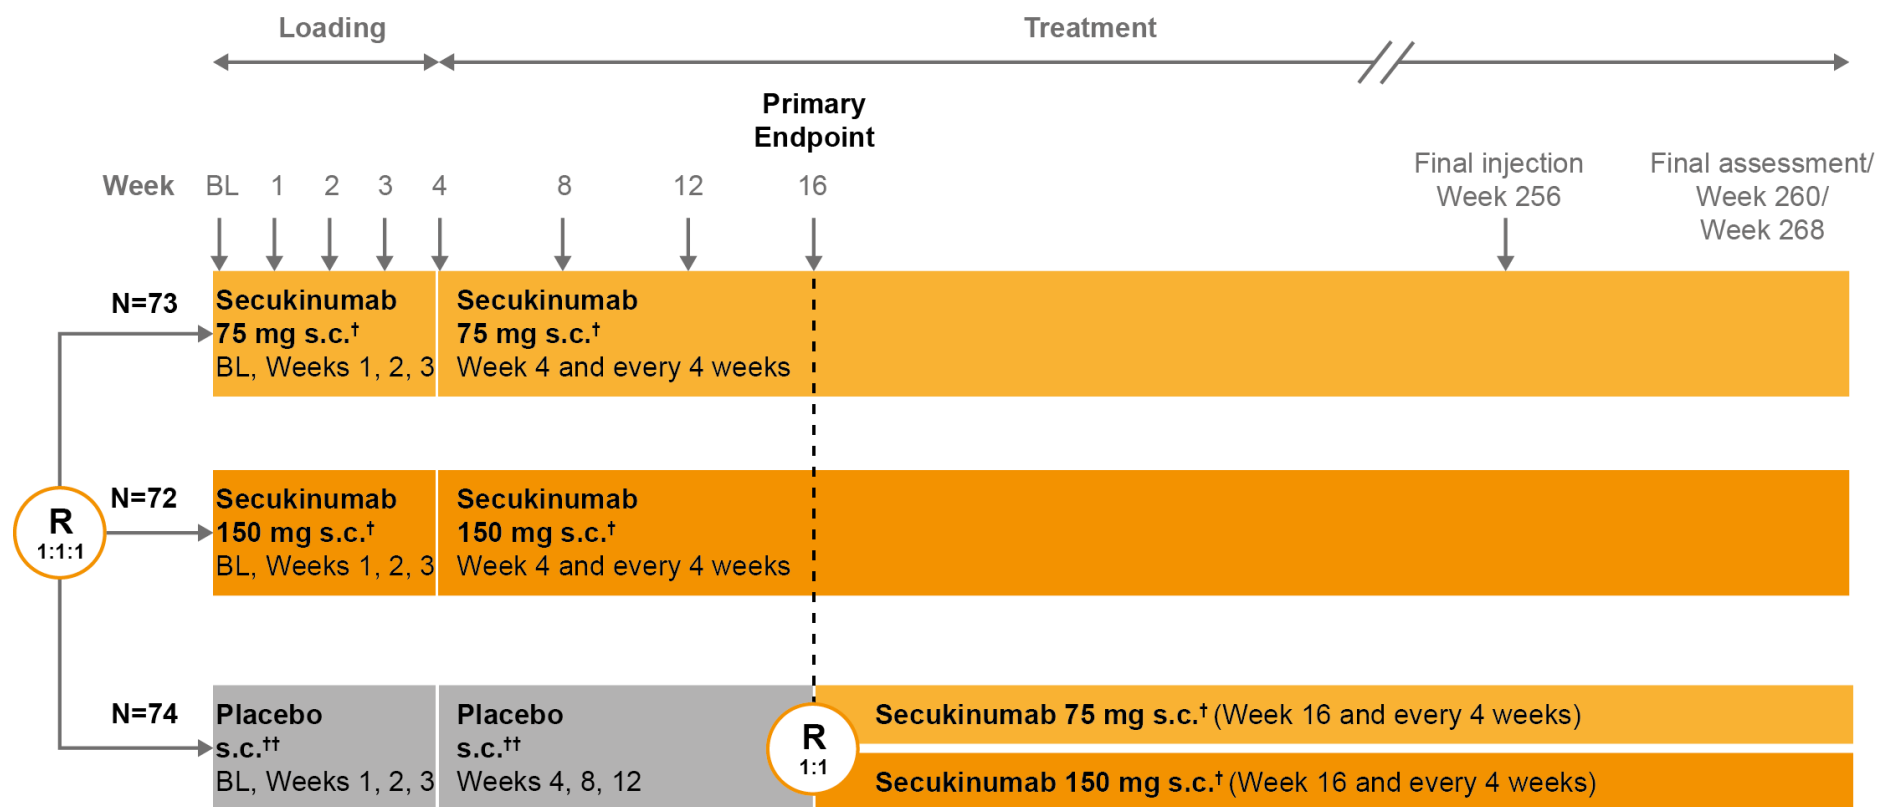 Loading
Treatment
Primary
Endpoint
Final injection
Week 256
Final assessment/
Week 260/
Week 268
Week BL 1 2 3 4 8 12 16
N=73
Secukinumab
75 mg s.c.†
BL, Weeks 1, 2, 3
Secukinumab
75 mg s.c.†
Week 4 and every 4 weeks
R
1:1:1
N=72
Secukinumab
150 mg s.c.†
BL, Weeks 1, 2, 3
Secukinumab
150 mg s.c.†
Week 4 and every 4 weeks
N=74
Placebo
s.c.††
BL, Weeks 1, 2, 3
Placebo
s.c.††
Weeks 4, 8, 12
R
1:1
Secukinumab 75 mg s.c.† (Week 16 and every 4 weeks)
Secukinumab 150 mg s.c.† (Week 16 and every 4 weeks)